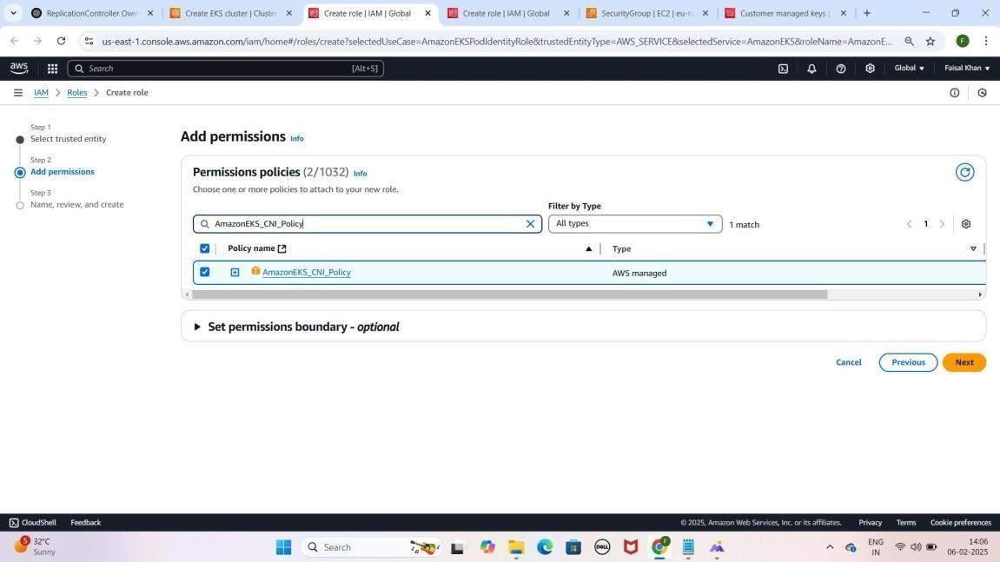 ReplicationController Over
Create EKS cluster | Cluster
Create role | IAM | Global
Create role | IAM | Global
SecurityGroup | EC2 | eu-n
Customer managed keys |
us-east-1.console.aws.amazon.com/iam/home#/roles/create?selectedUseCase=AmazonEKSPodIdentityRole&trustedEntityType=AWS_SERVICE&selectedService=AmazonEKS&roleName=AmazonE...
F
aws
Search
[Alt+S]
Global
Faisal Khan
IAM
Roles
Create role
Step 1
Select trusted entity
Step 2
Add permissions
Step 3
Name, review, and create
Add permissions Info
Permissions policies (2/1032) Info
Choose one or more policies to attach to your new role.
Filter by Type
AmazonEKS_CNI_Policy
All types
1 match
1
Policy name
Type
AmazonEKS_CNI_Policy
AWS managed
Set permissions boundary - optional
Cancel
Previous
Next
CloudShell
Feedback
© 2025, Amazon Web Services, Inc. or its affiliates.
Privacy
Terms
Cookie preferences
5
32°C
Sunny
Search
DELL
F
ENG
IN
14:06
06-02-2025